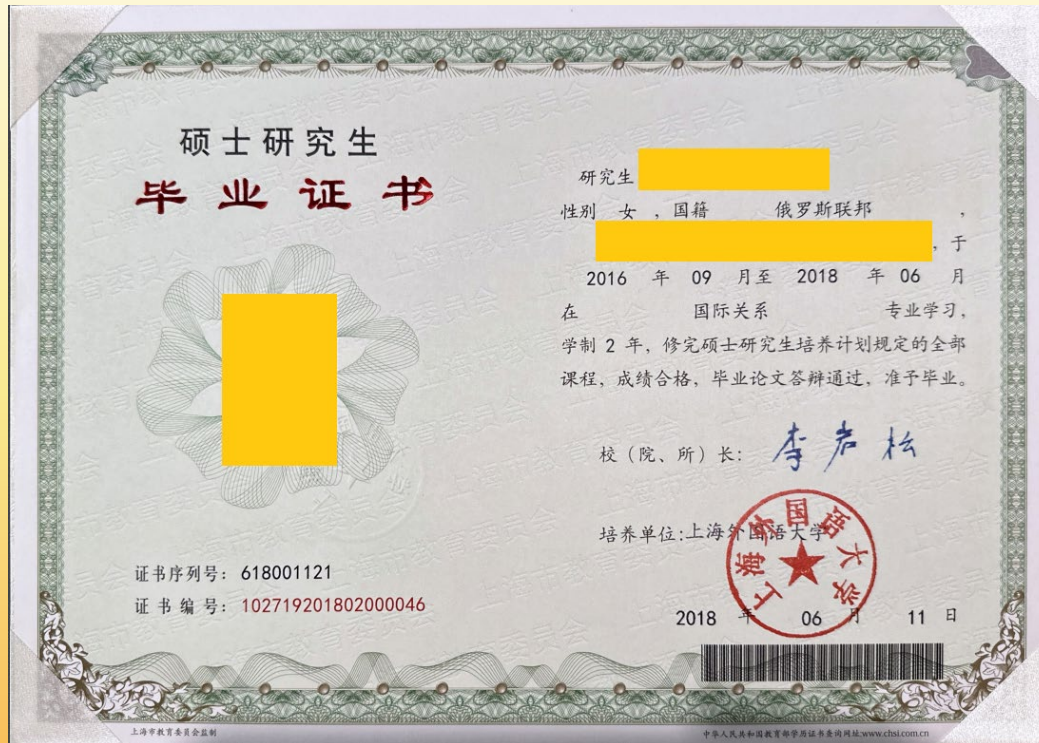 硕士研究生
毕业证书
证书序列号：618001121
证书编号：102719201802000046
上海市教育委员会监制
研究生
性别 女 ，国籍 俄罗斯联邦 ，
，于
2016 年 09 月至 2018 年 06 月
在 国际关系 专业学习，
学制 2 年，修完硕士研究生培养计划规定的全部
课程，成绩合格，毕业论文答辩通过，准予毕业。
校（院、所）长：李岩松
培养单位:上海外国语大学
上海外国语大学
2018 年 06 月 11 日
中华人民共和国教育部学历证书查询网址:www.chsi.com.cn